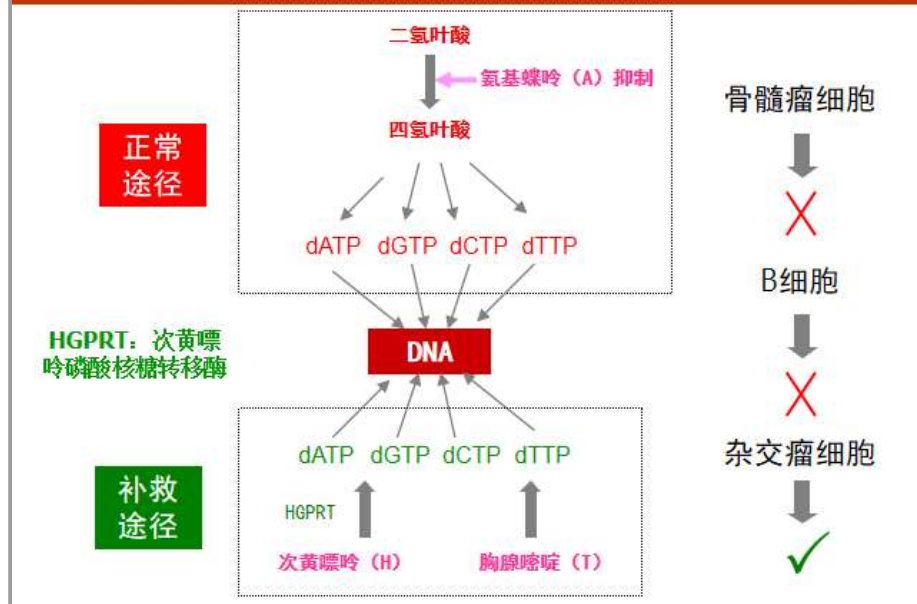 二氢叶酸
氨基蝶呤（A）抑制
四氢叶酸
正常
途径
dATP dGTP dCTP dTTP
DNA
HGPRT：次黄嘌
呤磷酸核糖转移酶
dATP dGTP dCTP dTTP
补救
途径
HGPRT
次黄嘌呤（H）
胸腺嘧啶（T）
骨髓瘤细胞
B细胞
杂交瘤细胞